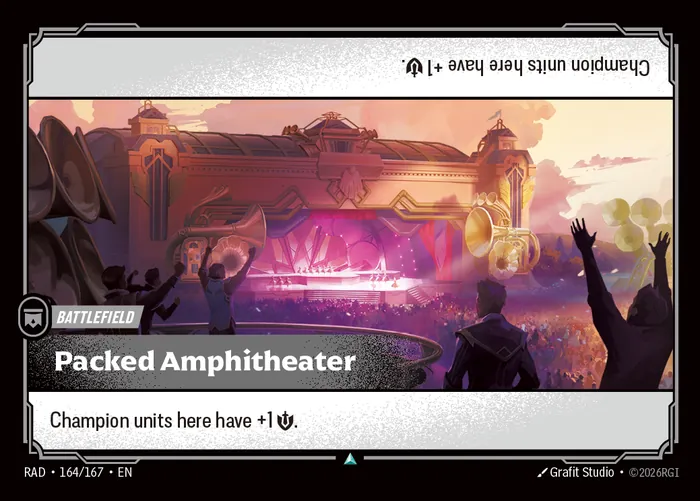 Champion units here have +1.
BATTLEFIELD
Packed Amphitheater
Champion units here have +1.
RAD • 164/167 • EN
Grafit Studio • ©2026RGI